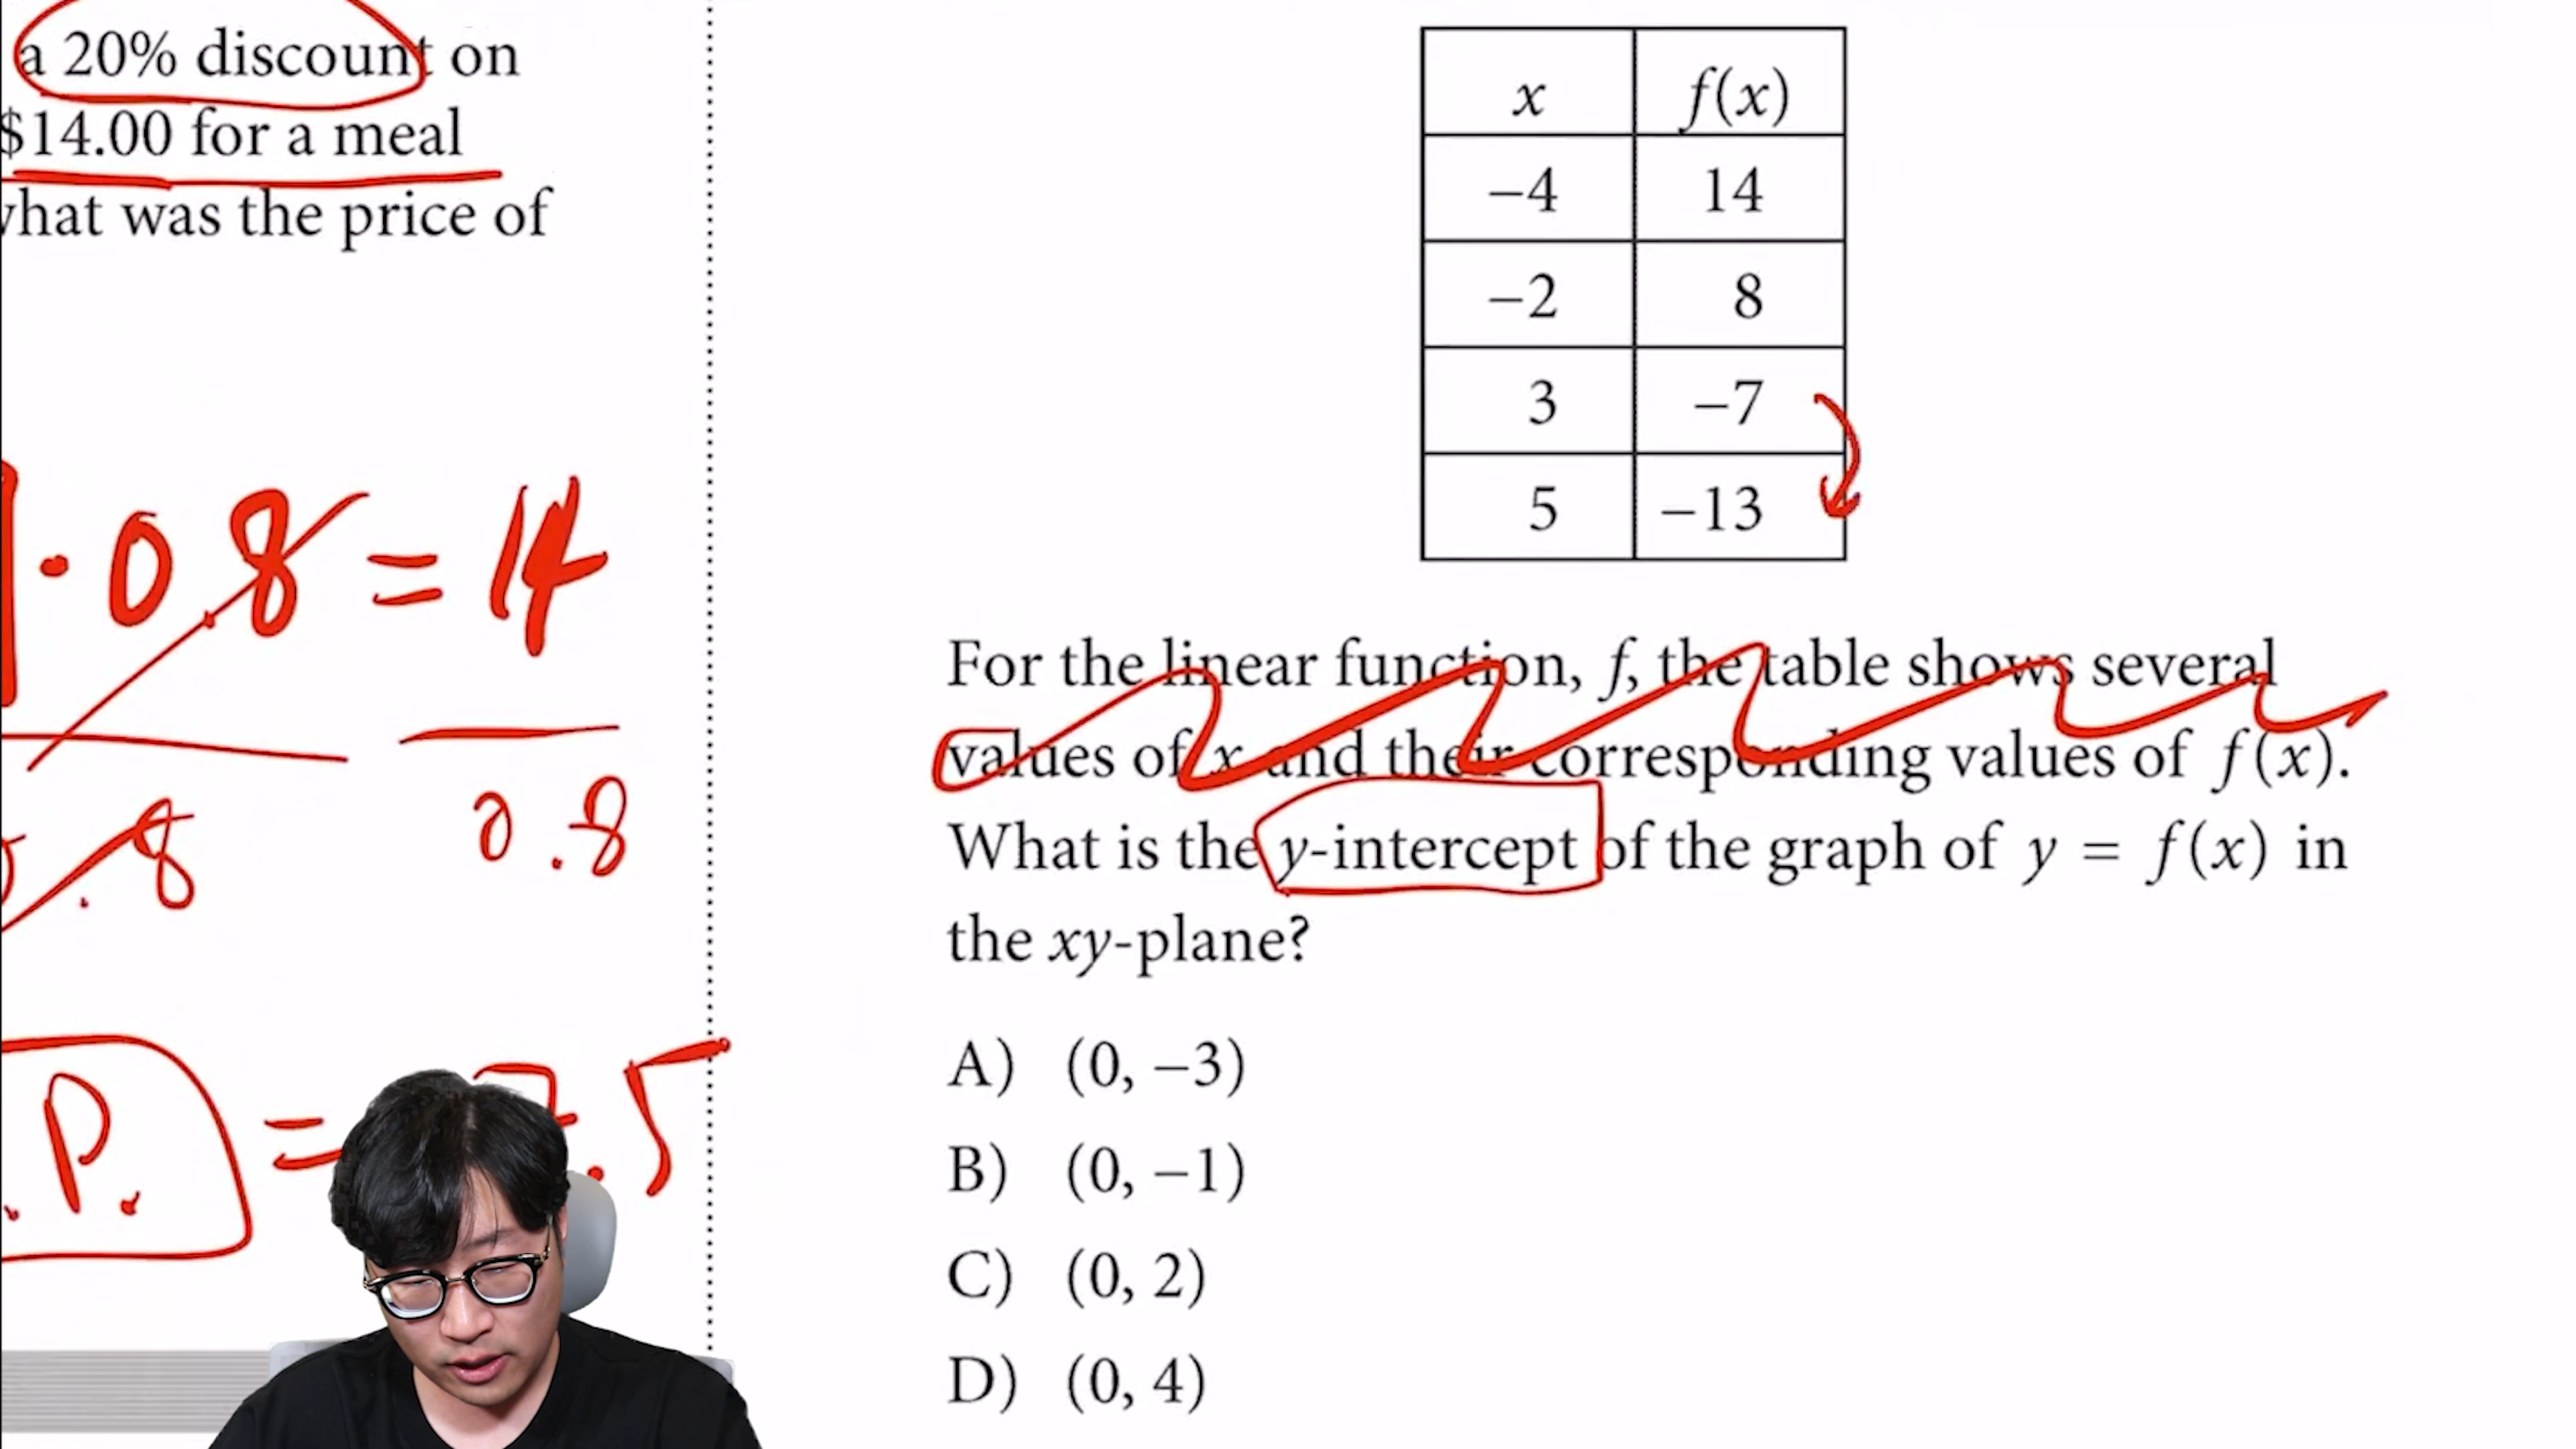 a 20% discount on
$14.00 for a meal
what was the price of
· 0.8 = 14
0.8
.8
P. = .5
x f(x)
−4 14
−2 8
3 −7
5 −13
For the linear function, f, the table shows several
values of x and their corresponding values of f(x).
What is the y-intercept of the graph of y = f(x) in
the xy-plane?
A) (0, −3)
B) (0, −1)
C) (0, 2)
D) (0, 4)